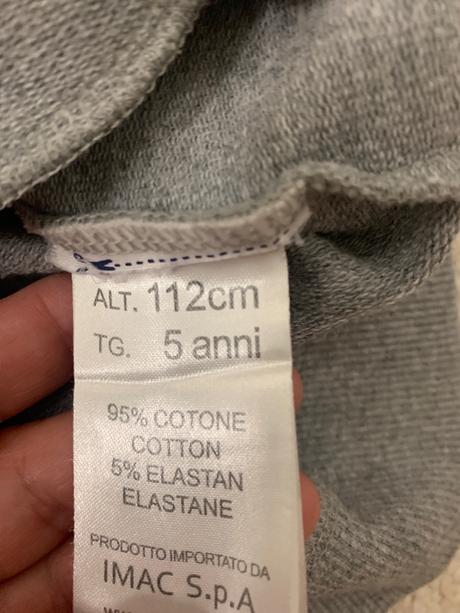 ALT. 112cm
TG. 5 anni
95% COTONE
COTTON
5% ELASTAN
ELASTANE
PRODOTTO IMPORTATO DA
IMAC S.p.A